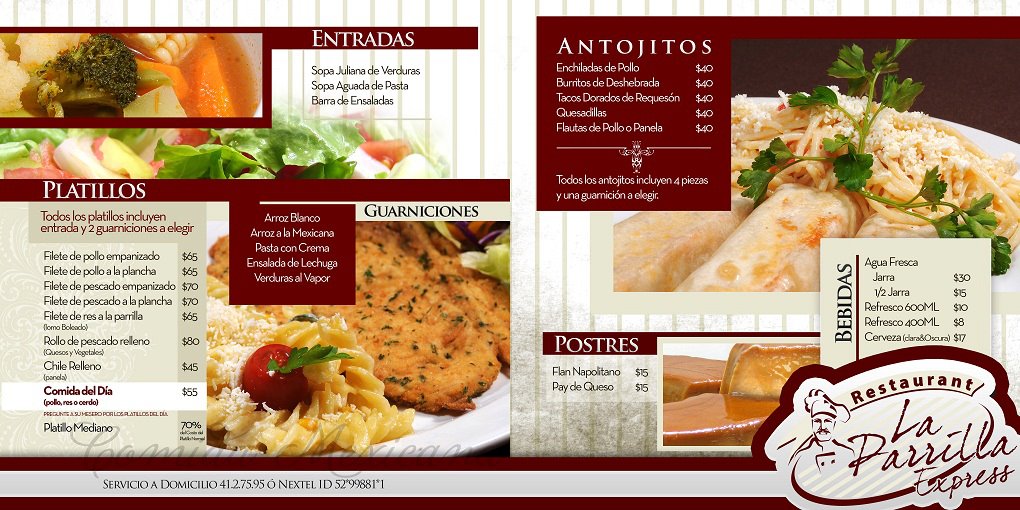 ENTRADAS
Sopa Juliana de Verduras
Sopa Aguada de Pasta
Barra de Ensaladas
PLATILLOS
Todos los platillos incluyen
entrada y 2 guarniciones a elegir
Filete de pollo empanizado $65
Filete de pollo a la plancha $65
Filete de pescado empanizado $70
Filete de pescado a la plancha $70
Filete de res a la parrilla $65
(lomo Boleado)
Rollo de pescado relleno $80
(Quesos y Vegetales)
Chile Relleno $45
(panela)
Comida del Día $55
(pollo, res o cerdo)
PREGUNTE A SU MESERO POR LOS PLATILLOS DEL DÍA
Platillo Mediano 70%
del Costo del
Platillo Normal
GUARNICIONES
Arroz Blanco
Arroz a la Mexicana
Pasta con Crema
Ensalada de Lechuga
Verduras al Vapor
SERVICIO A DOMICILIO 41.2.75.95 Ó NEXTEL ID 52*99881*1
ANTOJITOS
Enchiladas de Pollo $40
Burritos de Deshebrada $40
Tacos Dorados de Requesón $40
Quesadillas $40
Flautas de Pollo o Panela $40
Todos los antojitos incluyen 4 piezas
y una guarnición a elegir.
BEBIDAS
Agua Fresca
Jarra $30
1/2 Jarra $15
Refresco 600ML $10
Refresco 400ML $8
Cerveza (clara&Oscura) $17
POSTRES
Flan Napolitano $15
Pay de Queso $15
Restaurant
La
Parrilla
Express